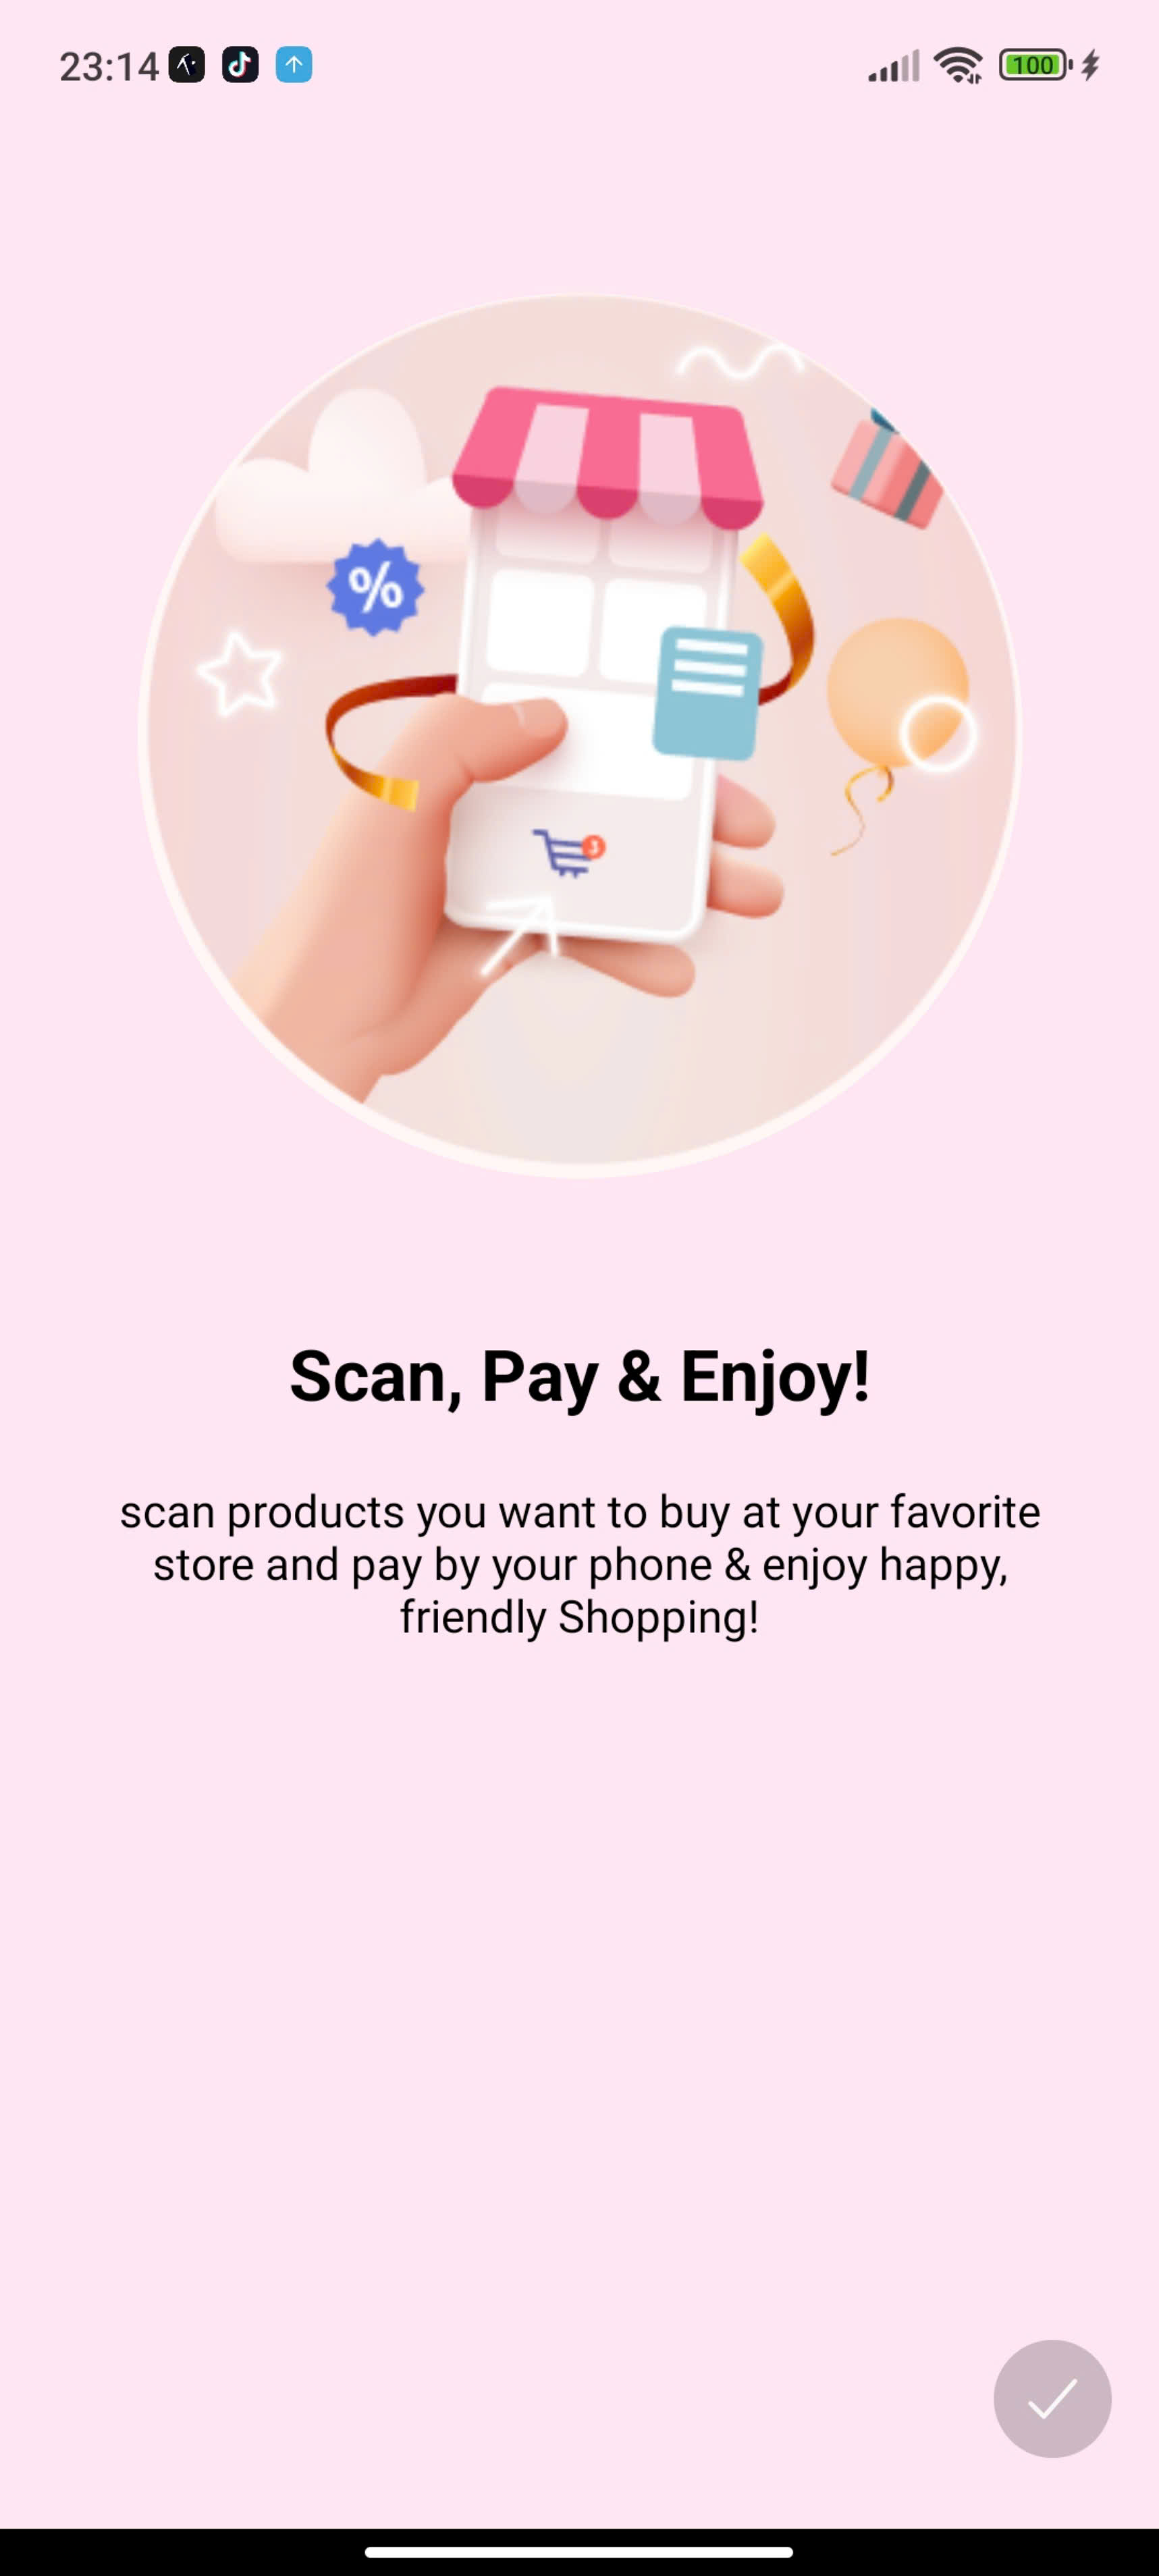 23:14
100
%
3
Scan, Pay & Enjoy!
scan products you want to buy at your favorite
store and pay by your phone & enjoy happy,
friendly Shopping!